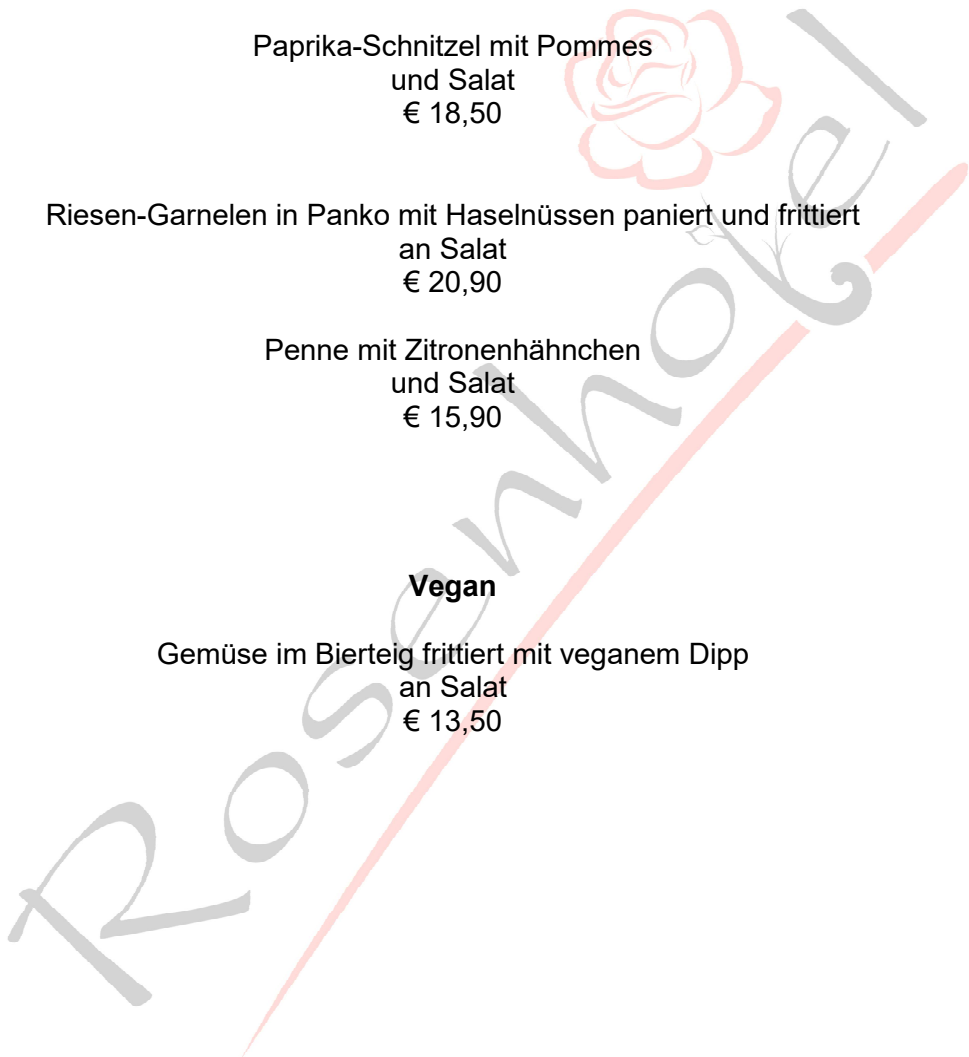 Paprika-Schnitzel mit Pommes
und Salat
€ 18,50
Riesen-Garnelen in Panko mit Haselnüssen paniert und frittiert
an Salat
€ 20,90
Penne mit Zitronenhähnchen
und Salat
€ 15,90
Vegan
Gemüse im Bierteig frittiert mit veganem Dipp
an Salat
€ 13,50
Rosenhotel